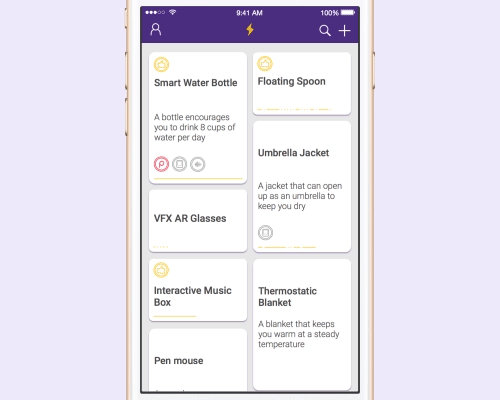 9:41 AM
100%
Smart Water Bottle
A bottle encourages
you to drink 8 cups of
water per day
VFX AR Glasses
Interactive Music
Box
Pen mouse
Floating Spoon
Umbrella Jacket
A jacket that can open
up as an umbrella to
keep you dry
Thermostatic
Blanket
A blanket that keeps
you warm at a steady
temperature